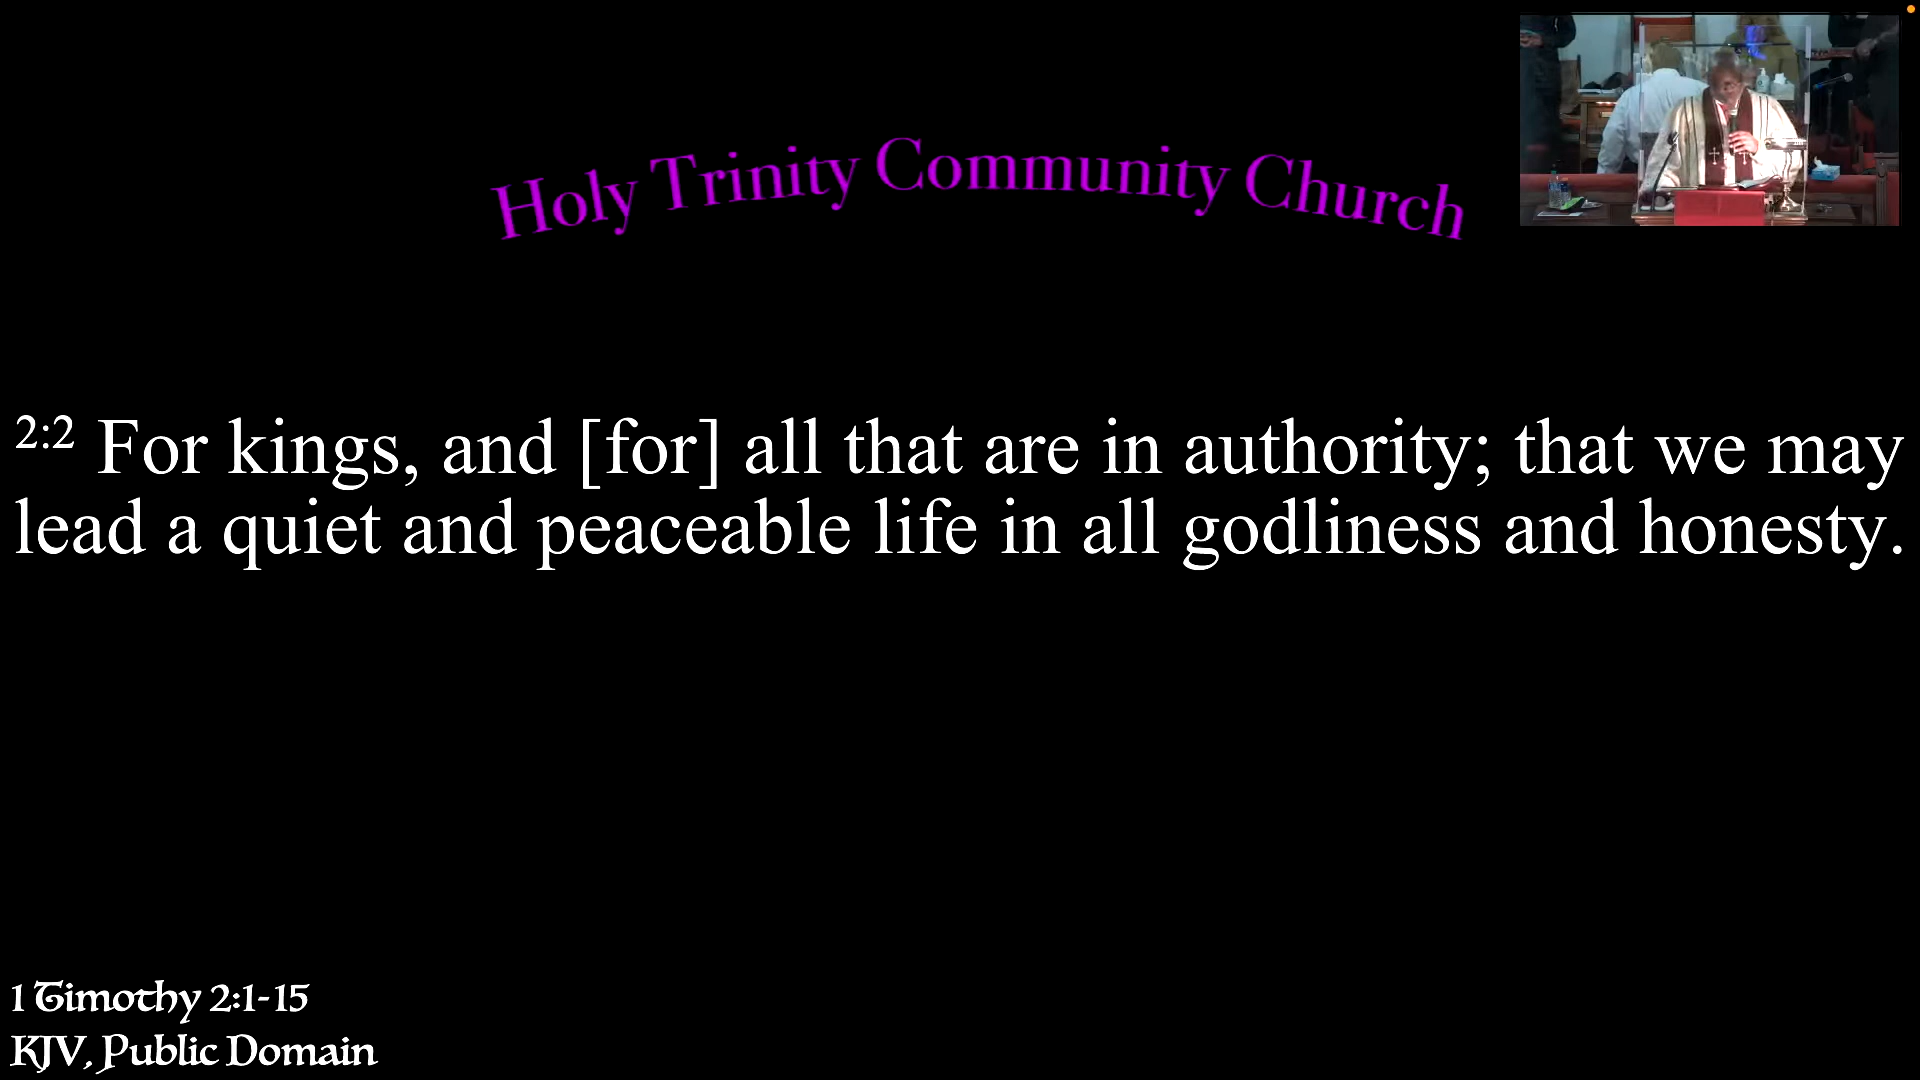 Holy Trinity Community Church
2:2 For kings, and [for] all that are in authority; that we may
lead a quiet and peaceable life in all godliness and honesty.
1 Timothy 2:1-15
KJV, Public Domain